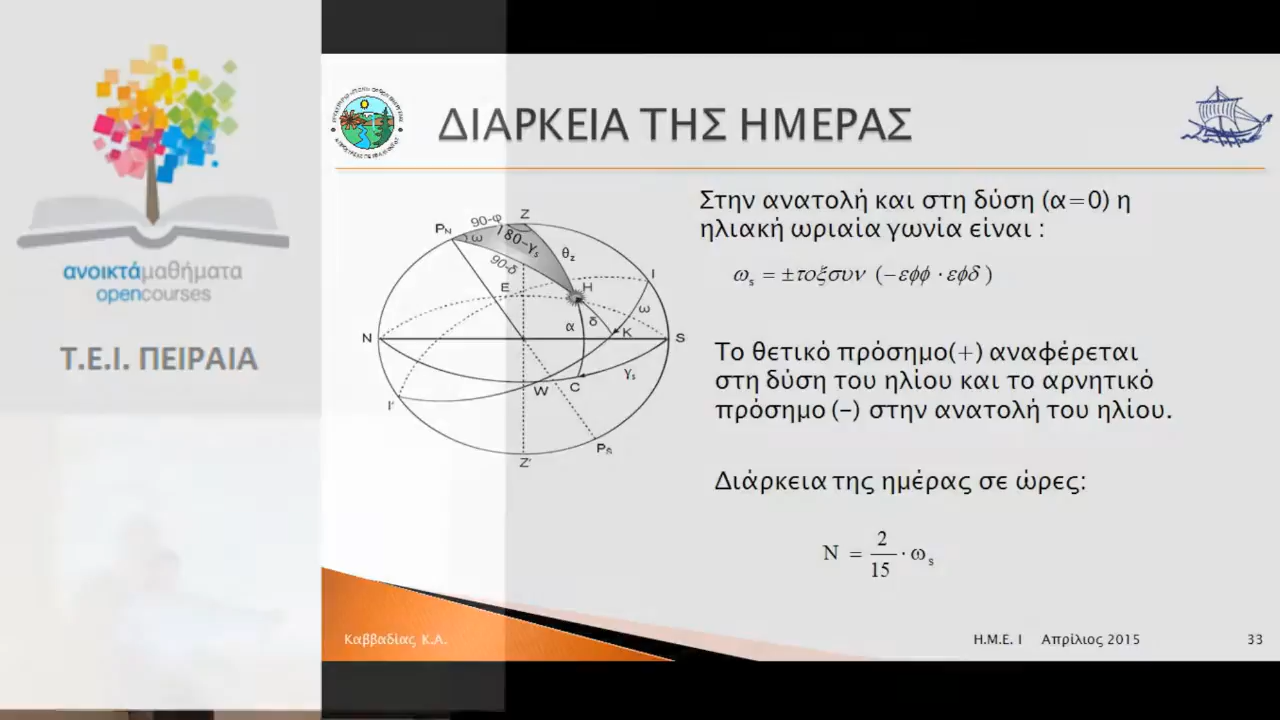 ανοικτάμαθήματα
opencourses
Τ.Ε.Ι. ΠΕΙΡΑΙΑ
ΔΙΑΡΚΕΙΑ ΤΗΣ ΗΜΕΡΑΣ
Στην ανατολή και στη δύση (α=0) η
ηλιακή ωριαία γωνία είναι :
ωs = ±τοξσυν (−εφφ · εφδ )
Το θετικό πρόσημο(+) αναφέρεται
στη δύση του ηλίου και το αρνητικό
πρόσημο (-) στην ανατολή του ηλίου.
Διάρκεια της ημέρας σε ώρες:
N = 2/15 · ωs
90-φ
Z
PN
ω
180-γs
θz
90-δ
E
H
I
ω
N
α
δ
K
S
γs
C
W
I'
PS
Z'
Καββαδίας Κ.Α.
Η.Μ.Ε. Ι Απρίλιος 2015
33